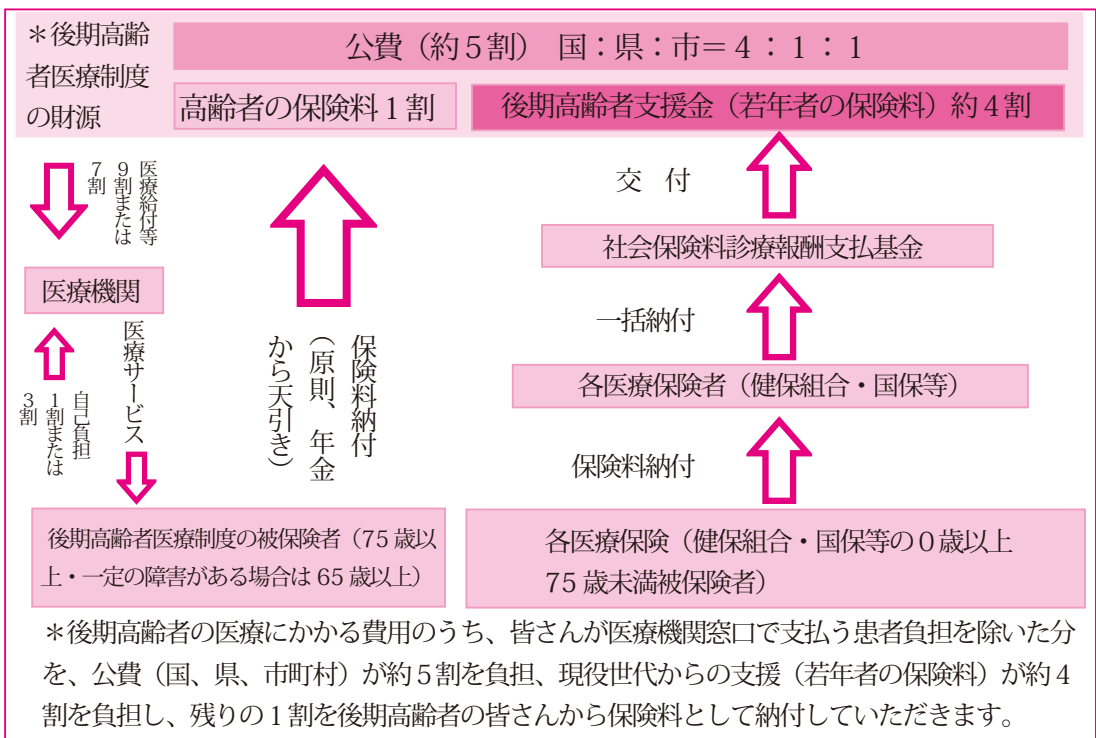 ＊後期高齢
者医療制度
の財源
公費（約５割）　国：県：市＝４：１：１
高齢者の保険料１割
後期高齢者支援金（若年者の保険料）約４割
医療給付等
９割または
７割
交　付
社会保険料診療報酬支払基金
医療機関
一括納付
医療サービス
自己負担
１割または
３割
保険料納付
（原則、年金
から天引き）
各医療保険者（健保組合・国保等）
保険料納付
後期高齢者医療制度の被保険者（75歳以
上・一定の障害がある場合は65歳以上）
各医療保険（健保組合・国保等の０歳以上
75歳未満被保険者）
＊後期高齢者の医療にかかる費用のうち、皆さんが医療機関窓口で支払う患者負担を除いた分
を、公費（国、県、市町村）が約５割を負担、現役世代からの支援（若年者の保険料）が約４
割を負担し、残りの１割を後期高齢者の皆さんから保険料として納付していただきます。